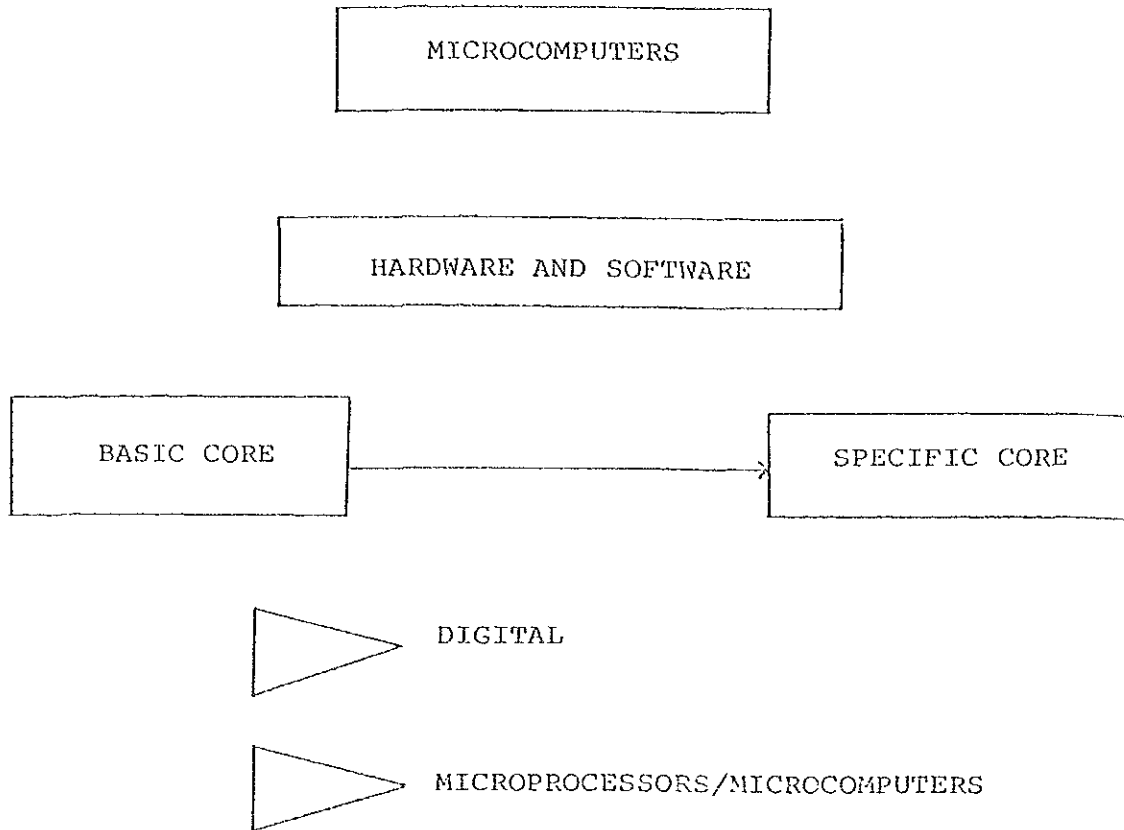 MICROCOMPUTERS
HARDWARE AND SOFTWARE
BASIC CORE
SPECIFIC CORE
DIGITAL
MICROPROCESSORS/MICROCOMPUTERS